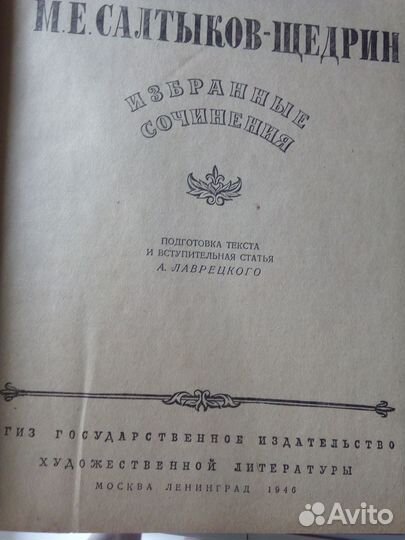 М.Е.САЛТЫКОВ-ЩЕДРИН
ИЗБРАННЫЕ
СОЧИНЕНИЯ
ПОДГОТОВКА ТЕКСТА
И ВСТУПИТЕЛЬНАЯ СТАТЬЯ
А. ЛАВРЕЦКОГО
ГИЗ ГОСУДАРСТВЕННОЕ ИЗДАТЕЛЬСТВО
ХУДОЖЕСТВЕННОЙ ЛИТЕРАТУРЫ
МОСКВА ЛЕНИНГРАД 1946
Avito